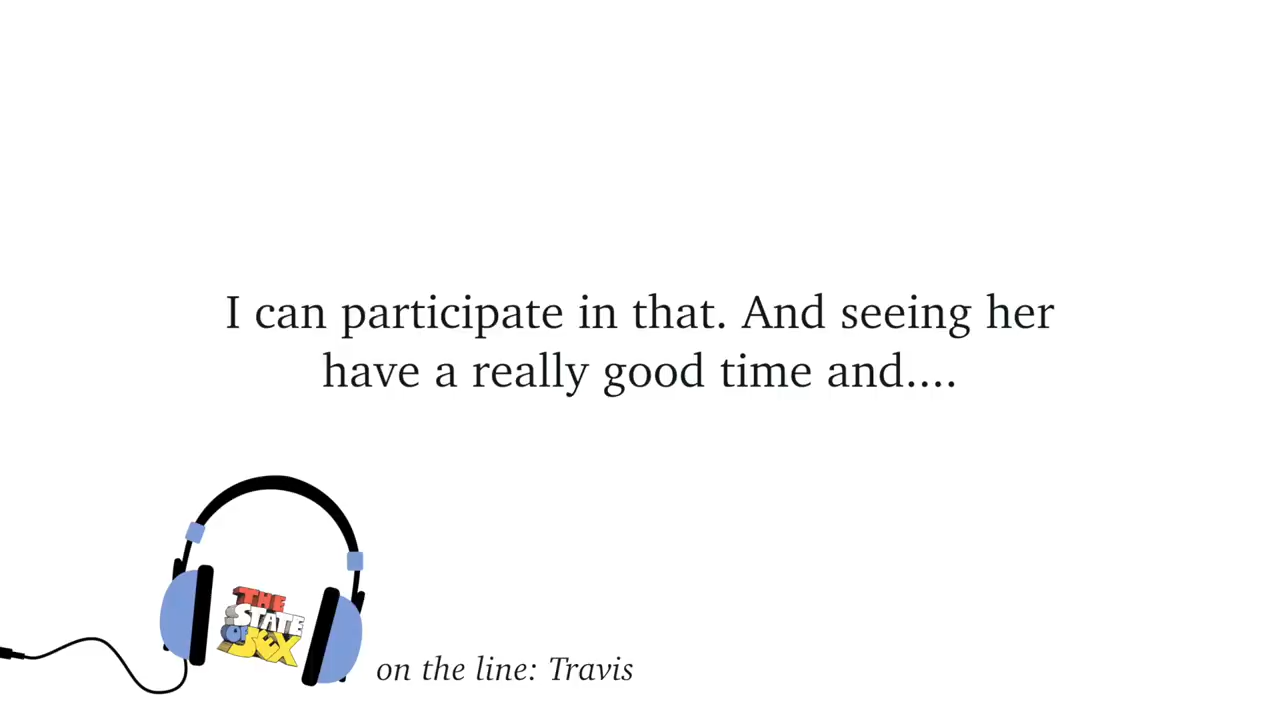 I can participate in that. And seeing her
have a really good time and....
THE
STATE
OF SEX
on the line: Travis